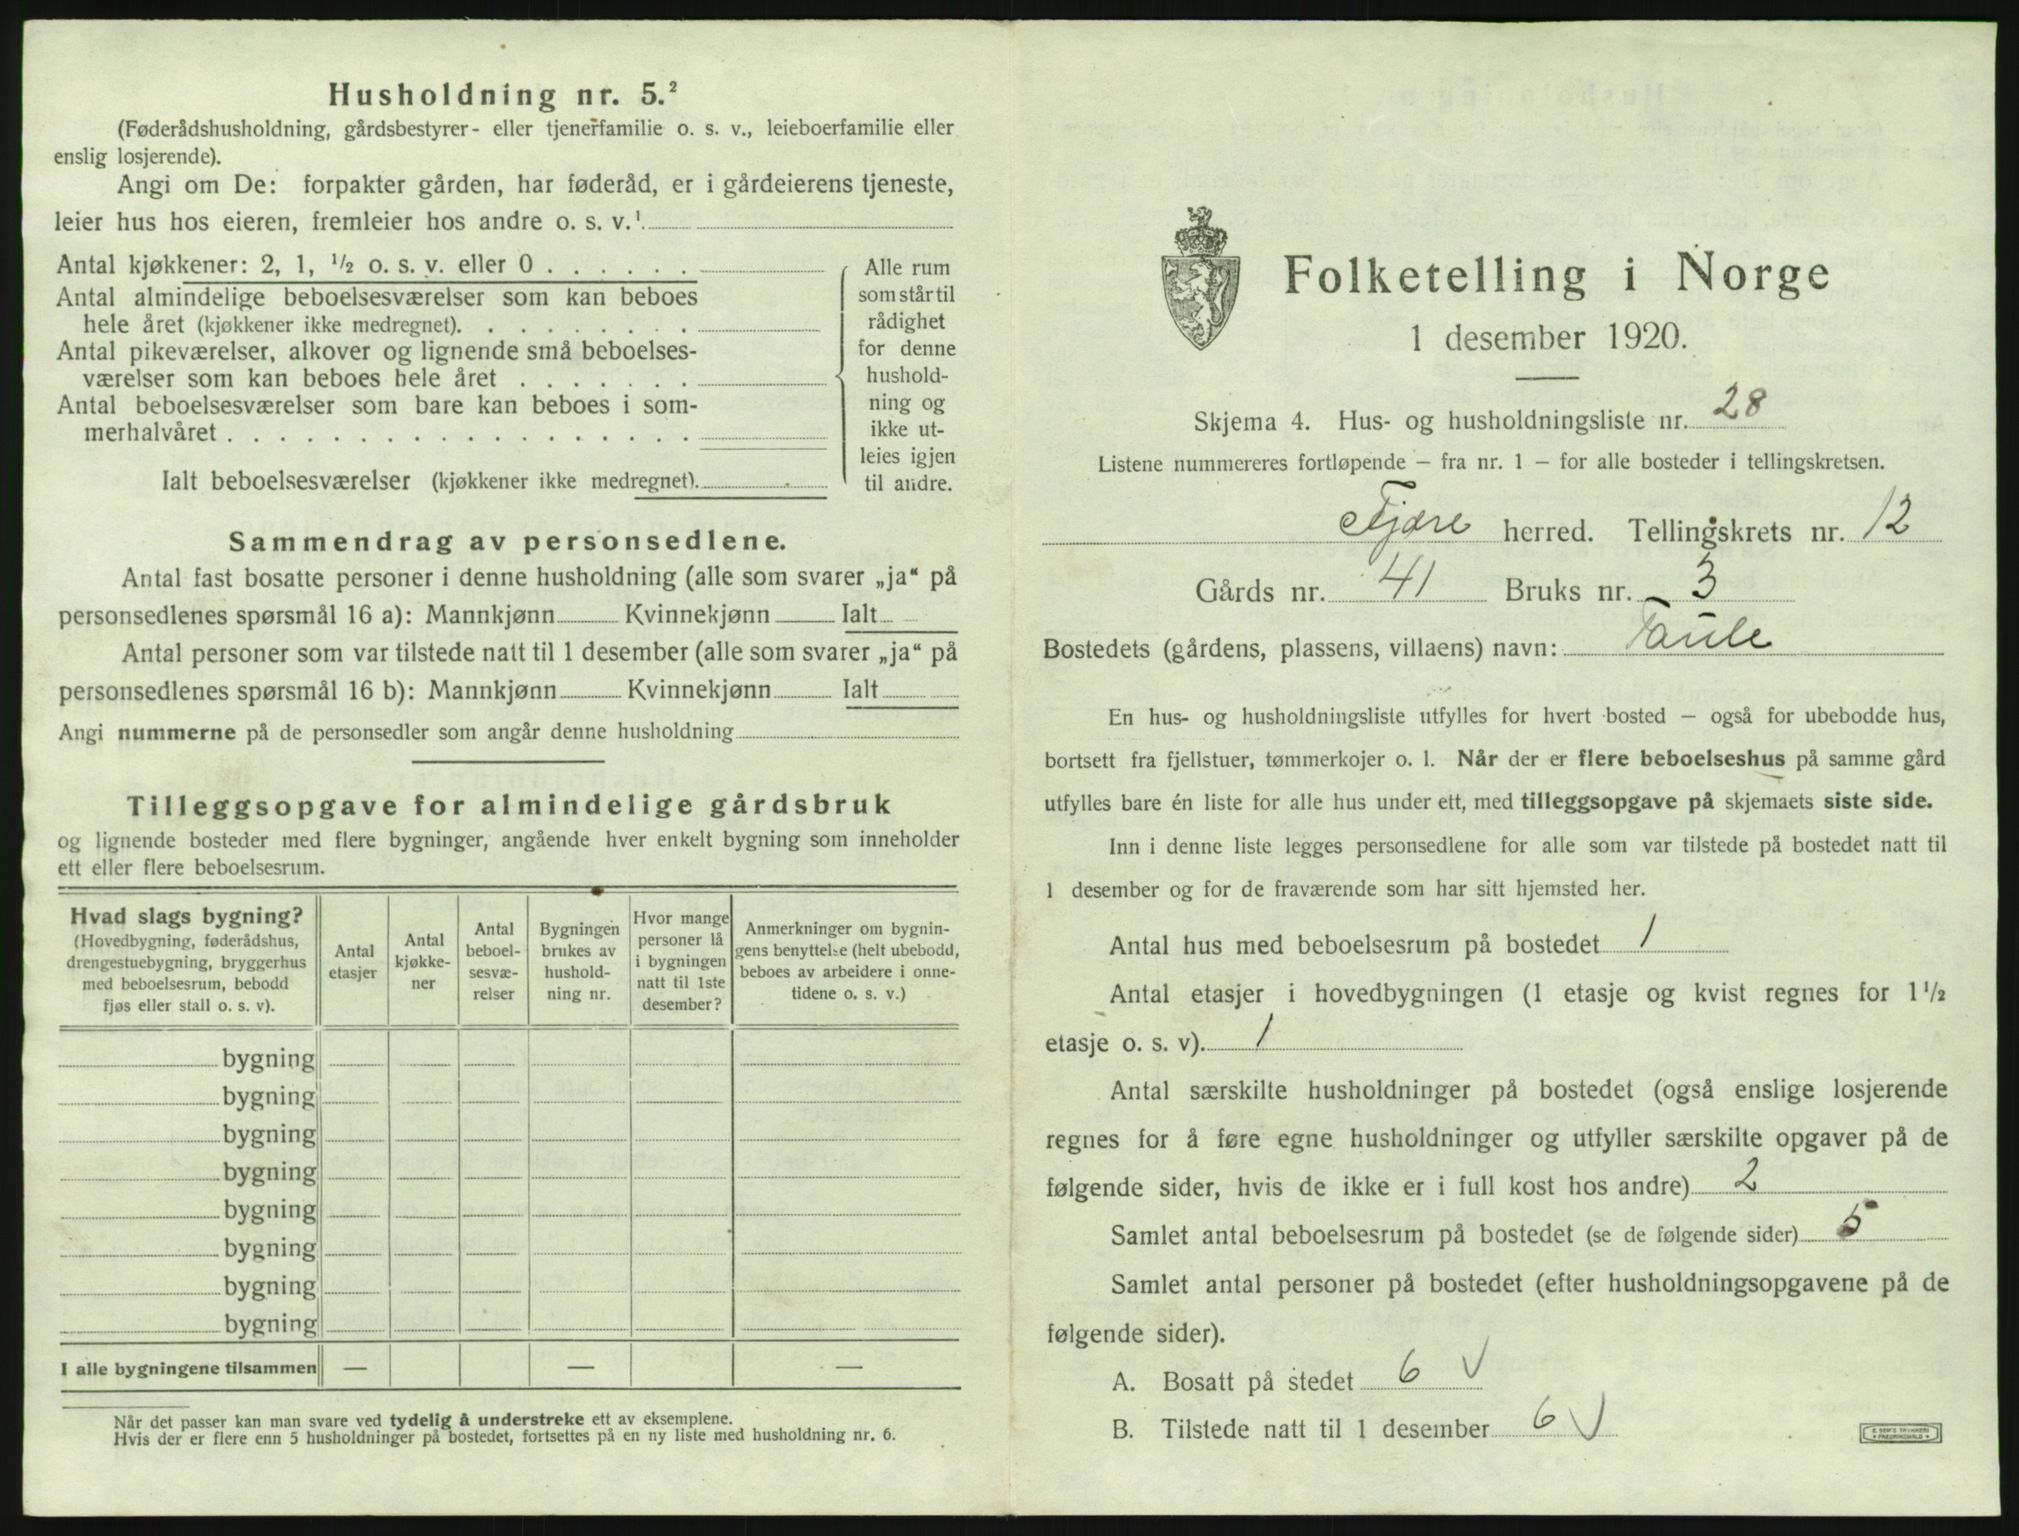 Husholdning nr. 5.²
(Føderådshusholdning, gårdsbestyrer- eller tjenerfamilie o. s. v., leieboerfamilie eller
enslig losjerende).
Angi om De: forpakter gården, har føderåd, er i gårdeierens tjeneste,
leier hus hos eieren, fremleier hos andre o. s. v.¹
Antal kjøkkener: 2, 1, ½ o. s. v. eller 0 . . . . . .
Antal almindelige beboelsesværelser som kan beboes
hele året (kjøkkener ikke medregnet). . . . . . . . .
Antal pikeværelser, alkover og lignende små beboelses-
værelser som kan beboes hele året . . . . . . .
Antal beboelsesværelser som bare kan beboes i som-
merhalvåret . . . . . . . . . . . . . . . . . .
Ialt beboelsesværelser (kjøkkener ikke medregnet).
Alle rum
som står til
rådighet
for denne
hushold-
ning og
ikke ut-
leies igjen
til andre.
Sammendrag av personsedlene.
Antal fast bosatte personer i denne husholdning (alle som svarer „ja“ på
personsedlenes spørsmål 16 a): Mannkjønn Kvinnekjønn Ialt
Antal personer som var tilstede natt til 1 desember (alle som svarer „ja“ på
personsedlenes spørsmål 16 b): Mannkjønn Kvinnekjønn Ialt
Angi nummerne på de personsedler som angår denne husholdning
Tilleggsopgave for almindelige gårdsbruk
og lignende bosteder med flere bygninger, angående hver enkelt bygning som inneholder
ett eller flere beboelsesrum.
Hvad slags bygning?
(Hovedbygning, føderådshus,
drengestuebygning, bryggerhus
med beboelsesrum, bebodd
fjøs eller stall o. s. v).
Antal
etasjer
Antal
kjøkke-
ner
Antal
beboel-
sesvæ-
relser
Bygningen
brukes av
hushold-
ning nr.
Hvor mange
personer lå
i bygningen
natt til 1ste
desember?
Anmerkninger om bygnin-
gens benyttelse (helt ubebodd,
beboes av arbeidere i onne-
tidene o. s. v.)
bygning
bygning
bygning
bygning
bygning
bygning
bygning
bygning
I alle bygningene tilsammen — — —
Når det passer kan man svare ved tydelig å understreke ett av eksemplene.
Hvis der er flere enn 5 husholdninger på bostedet, fortsettes på en ny liste med husholdning nr. 6.
Folketelling i Norge
1 desember 1920.
Skjema 4. Hus- og husholdningsliste nr. 28
Listene nummereres fortløpende – fra nr. 1 – for alle bosteder i tellingskretsen.
Fjære herred. Tellingskrets nr. 12
Gårds nr. 41 Bruks nr. 3
Bostedets (gårdens, plassens, villaens) navn: Taule
En hus- og husholdningsliste utfylles for hvert bosted – også for ubebodde hus,
bortsett fra fjellstuer, tømmerkojer o. l. Når der er flere beboelseshus på samme gård
utfylles bare én liste for alle hus under ett, med tilleggsopgave på skjemaets siste side.
Inn i denne liste legges personsedlene for alle som var tilstede på bostedet natt til
1 desember og for de fraværende som har sitt hjemsted her.
Antal hus med beboelsesrum på bostedet 1
Antal etasjer i hovedbygningen (1 etasje og kvist regnes for 1½
etasje o. s. v). 1
Antal særskilte husholdninger på bostedet (også enslige losjerende
regnes for å føre egne husholdninger og utfyller særskilte opgaver på de
følgende sider, hvis de ikke er i full kost hos andre) 2
Samlet antal beboelsesrum på bostedet (se de følgende sider) 5
Samlet antal personer på bostedet (efter husholdningsopgavene på de
følgende sider).
A. Bosatt på stedet 6 V
B. Tilstede natt til 1 desember 6 V